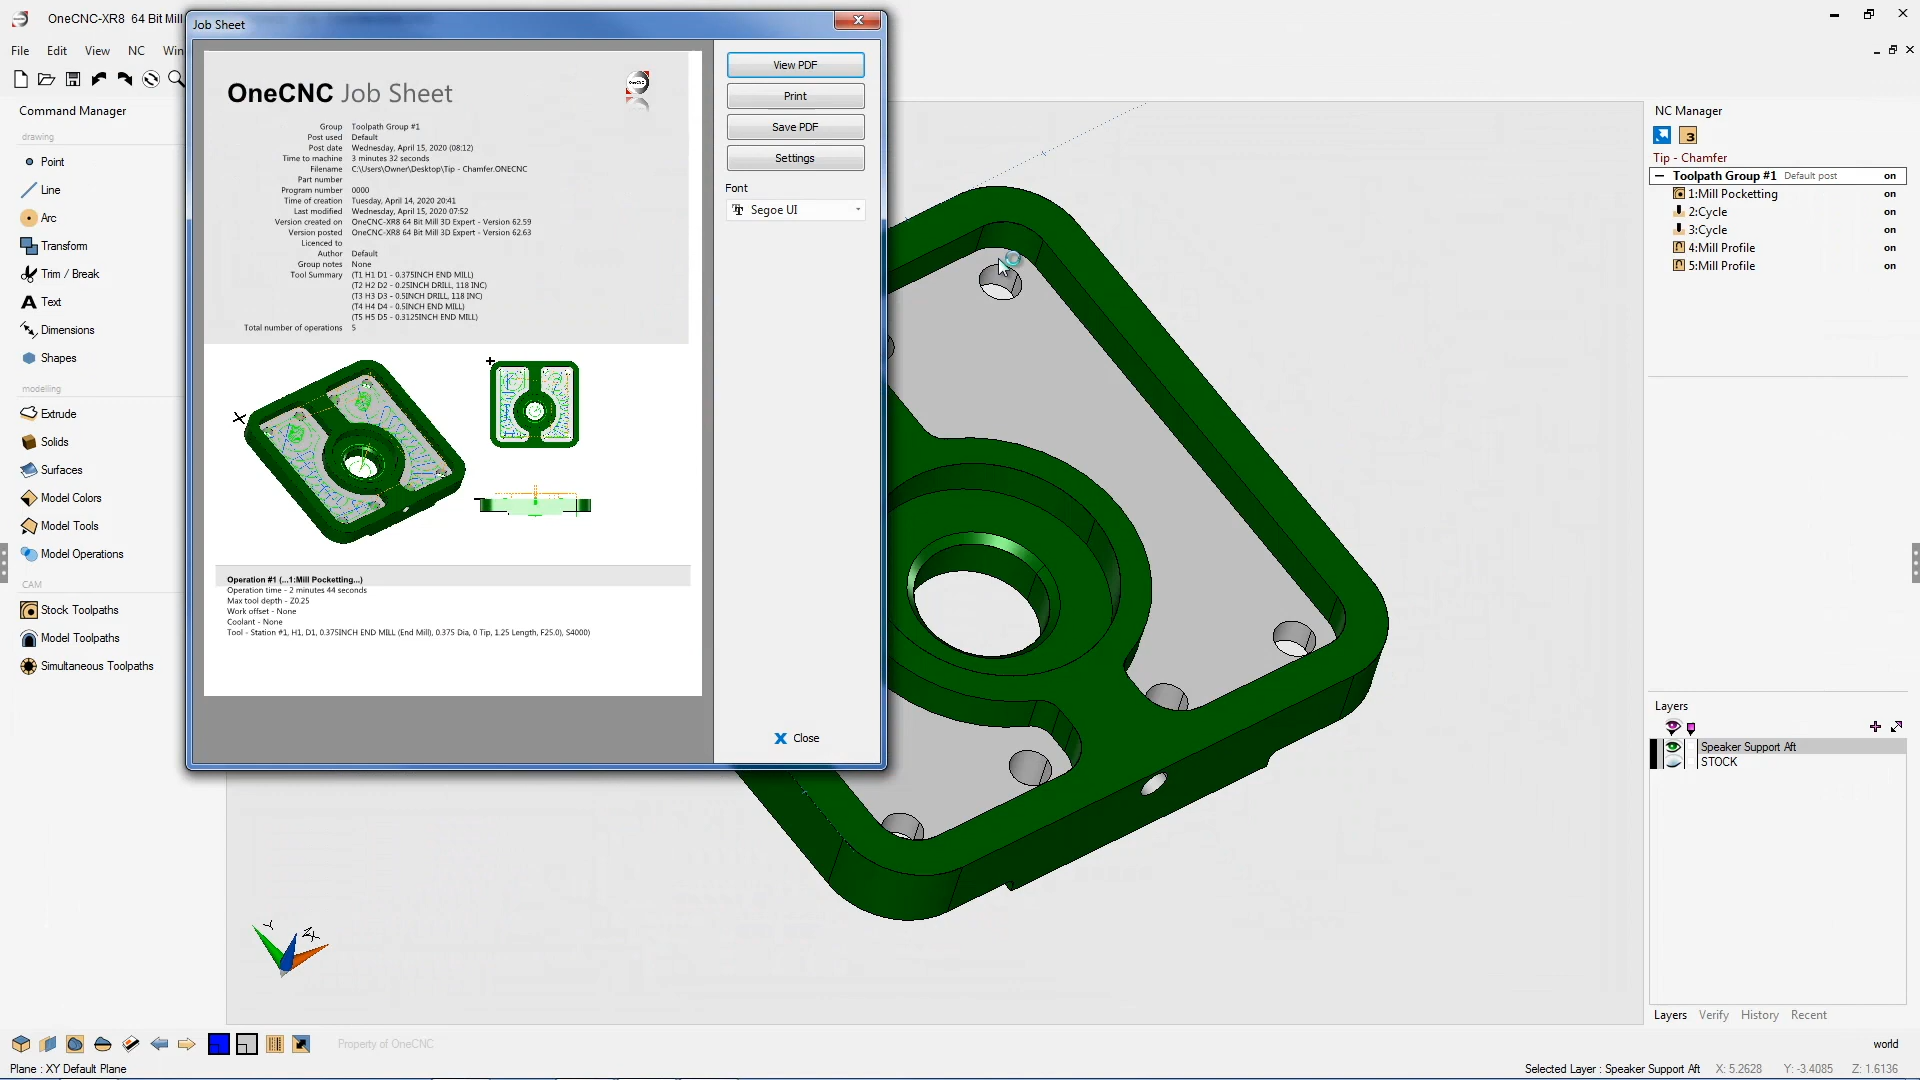 OneCNC-XR8 64 Bit Mill
Job Sheet
File Edit View NC Win
Command Manager
drawing
Point
Line
Arc
Transform
Trim / Break
Text
Dimensions
Shapes
modelling
Extrude
Solids
Surfaces
Model Colors
Model Tools
Model Operations
CAM
Stock Toolpaths
Model Toolpaths
Simultaneous Toolpaths
OneCNC Job Sheet
Group Toolpath Group #1
Post used Default
Post date Wednesday, April 15, 2020 (08:12)
Time to machine 3 minutes 32 seconds
Filename C:\Users\Owner\Desktop\Tip - Chamfer.ONECNC
Part number
Program number 0000
Time of creation Tuesday, April 14, 2020 20:41
Last modified Wednesday, April 15, 2020 07:52
Version created on OneCNC-XR8 64 Bit Mill 3D Expert - Version 62.59
Version posted OneCNC-XR8 64 Bit Mill 3D Expert - Version 62.63
Licenced to
Author Default
Group notes None
Tool Summary (T1 H1 D1 - 0.375INCH END MILL)
(T2 H2 D2 - 0.25INCH DRILL, 118 INC)
(T3 H3 D3 - 0.5INCH DRILL, 118 INC)
(T4 H4 D4 - 0.5INCH END MILL)
(T5 H5 D5 - 0.3125INCH END MILL)
Total number of operations 5
Operation #1 (...1:Mill Pocketting...)
Operation time - 2 minutes 44 seconds
Max tool depth - Z0.25
Work offset - None
Coolant - None
Tool - Station #1, H1, D1, 0.375INCH END MILL (End Mill), 0.375 Dia, 0 Tip, 1.25 Length, F25.0), S4000)
View PDF
Print
Save PDF
Settings
Font
Segoe UI
Close
NC Manager
3
Tip - Chamfer
Toolpath Group #1 Default post on
1:Mill Pocketting on
2:Cycle on
3:Cycle on
4:Mill Profile on
5:Mill Profile on
Layers
Speaker Support Aft
STOCK
Layers Verify History Recent
Y
Z X
Property of OneCNC
world
Plane : XY Default Plane
Selected Layer : Speaker Support Aft X: 5.2628 Y: -3.4085 Z: 1.6136